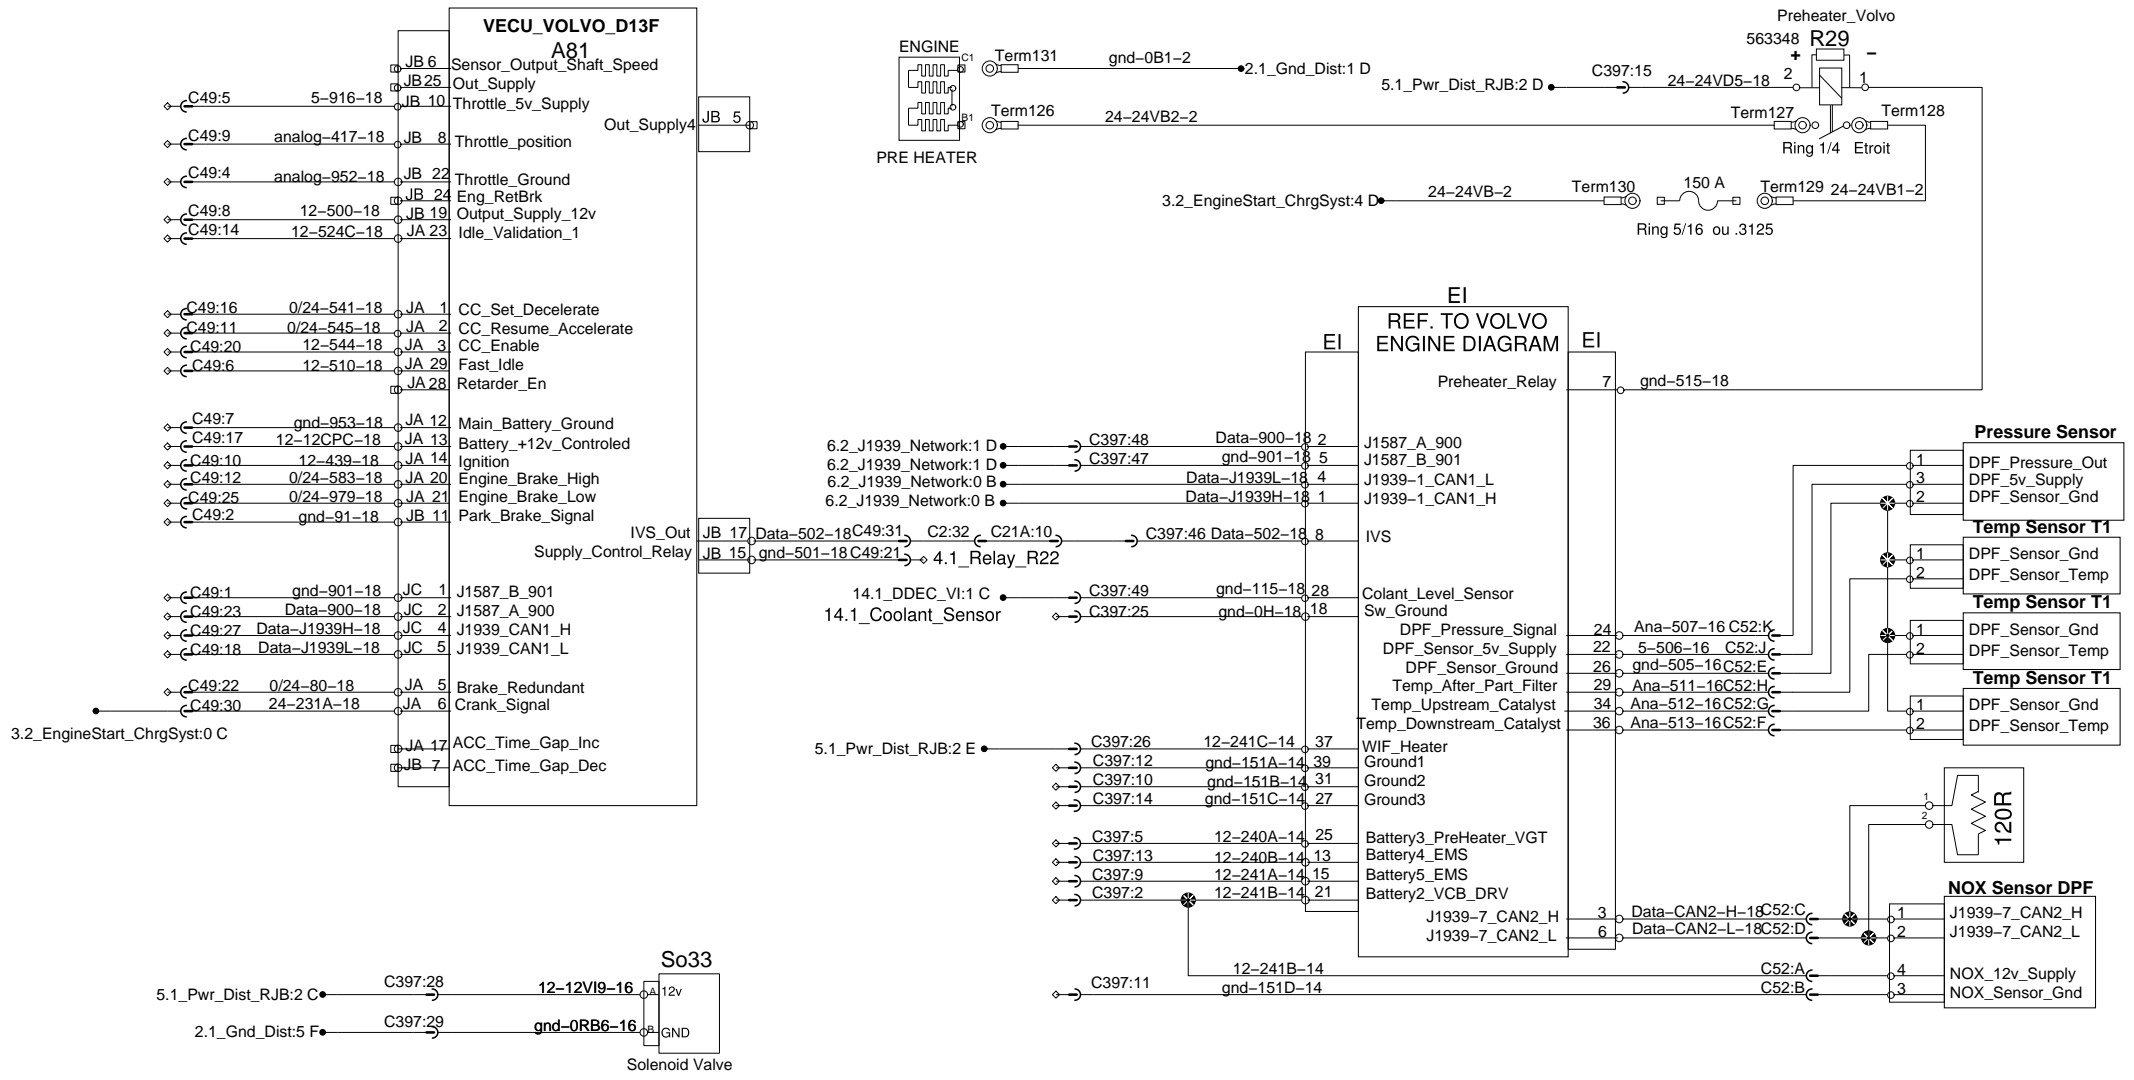 VECU_VOLVO_D13F
A81
JB 6 Sensor_Output_Shaft_Speed
JB 25 Out_Supply
C49:5 5–916–18 JB 10 Throttle_5v_Supply
Out_Supply4 JB 5
C49:9 analog–417–18 JB 8 Throttle_position
C49:4 analog–952–18 JB 22 Throttle_Ground
JB 24 Eng_RetBrk
C49:8 12–500–18 JB 19 Output_Supply_12v
C49:14 12–524C–18 JA 23 Idle_Validation_1
C49:16 0/24–541–18 JA 1 CC_Set_Decelerate
C49:11 0/24–545–18 JA 2 CC_Resume_Accelerate
C49:20 12–544–18 JA 3 CC_Enable
C49:6 12–510–18 JA 29 Fast_Idle
JA 28 Retarder_En
C49:7 gnd–953–18 JA 12 Main_Battery_Ground
C49:17 12–12CPC–18 JA 13 Battery_+12v_Controled
C49:10 12–439–18 JA 14 Ignition
C49:12 0/24–583–18 JA 20 Engine_Brake_High
C49:25 0/24–979–18 JA 21 Engine_Brake_Low
C49:2 gnd–91–18 JB 11 Park_Brake_Signal
IVS_Out JB 17 Data–502–18 C49:31 C2:32 C21A:10 C397:46 Data–502–18 8 IVS
Supply_Control_Relay JB 15 gnd–501–18 C49:21 4.1_Relay_R22
C49:1 gnd–901–18 JC 1 J1587_B_901
C49:23 Data–900–18 JC 2 J1587_A_900
C49:27 Data–J1939H–18 JC 4 J1939_CAN1_H
C49:18 Data–J1939L–18 JC 5 J1939_CAN1_L
C49:22 0/24–80–18 JA 5 Brake_Redundant
C49:30 24–231A–18 JA 6 Crank_Signal
3.2_EngineStart_ChrgSyst:0 C
JA 17 ACC_Time_Gap_Inc
JB 7 ACC_Time_Gap_Dec
So33
5.1_Pwr_Dist_RJB:2 C C397:28 12–12VI9–16 A 12v
2.1_Gnd_Dist:5 F C397:29 gnd–0RB6–16 B GND
Solenoid Valve
ENGINE
C1 Term131 gnd–0B1–2 2.1_Gnd_Dist:1 D
B1 Term126 24–24VB2–2 Term127 Term128
PRE HEATER
Preheater_Volvo
563348 R29
+ –
5.1_Pwr_Dist_RJB:2 D C397:15 24–24VD5–18 2 1
Ring 1/4 Etroit
3.2_EngineStart_ChrgSyst:4 D 24–24VB–2 Term130 150 A Term129 24–24VB1–2
Ring 5/16 ou .3125
EI
REF. TO VOLVO
ENGINE DIAGRAM
EI
EI
Preheater_Relay 7 gnd–515–18
6.2_J1939_Network:1 D C397:48 Data–900–18 2 J1587_A_900
6.2_J1939_Network:1 D C397:47 gnd–901–18 5 J1587_B_901
6.2_J1939_Network:0 B Data–J1939L–18 4 J1939–1_CAN1_L
6.2_J1939_Network:0 B Data–J1939H–18 1 J1939–1_CAN1_H
14.1_DDEC_VI:1 C C397:49 gnd–115–18 28 Colant_Level_Sensor
14.1_Coolant_Sensor C397:25 gnd–0H–18 18 Sw_Ground
DPF_Pressure_Signal 24 Ana–507–16 C52:K
DPF_Sensor_5v_Supply 22 5–506–16 C52:J
DPF_Sensor_Ground 26 gnd–505–16 C52:E
Temp_After_Part_Filter 29 Ana–511–16 C52:H
Temp_Upstream_Catalyst 34 Ana–512–16 C52:G
Temp_Downstream_Catalyst 36 Ana–513–16 C52:F
5.1_Pwr_Dist_RJB:2 E C397:26 12–241C–14 37 WIF_Heater
C397:12 gnd–151A–14 39 Ground1
C397:10 gnd–151B–14 31 Ground2
C397:14 gnd–151C–14 27 Ground3
C397:5 12–240A–14 25 Battery3_PreHeater_VGT
C397:13 12–240B–14 13 Battery4_EMS
C397:9 12–241A–14 15 Battery5_EMS
C397:2 12–241B–14 21 Battery2_VCB_DRV
J1939–7_CAN2_H 3 Data–CAN2–H–18 C52:C
J1939–7_CAN2_L 6 Data–CAN2–L–18 C52:D
12–241B–14 C52:A
C397:11 gnd–151D–14 C52:B
Pressure Sensor
1 DPF_Pressure_Out
3 DPF_5v_Supply
2 DPF_Sensor_Gnd
Temp Sensor T1
1 DPF_Sensor_Gnd
2 DPF_Sensor_Temp
Temp Sensor T1
1 DPF_Sensor_Gnd
2 DPF_Sensor_Temp
Temp Sensor T1
1 DPF_Sensor_Gnd
2 DPF_Sensor_Temp
1
2
120R
NOX Sensor DPF
1 J1939–7_CAN2_H
2 J1939–7_CAN2_L
4 NOX_12v_Supply
3 NOX_Sensor_Gnd